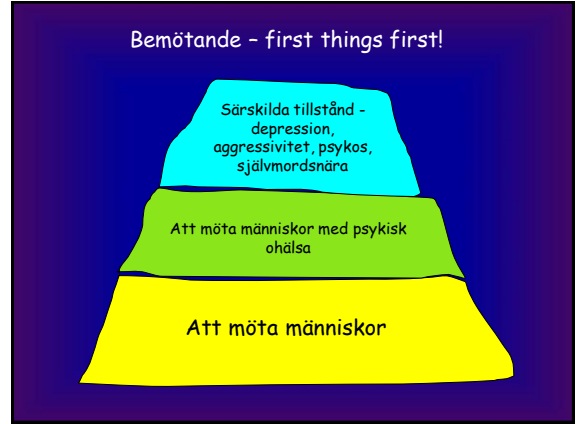 Bemötande – first things first!
Särskilda tillstånd -
depression,
aggressivitet, psykos,
självmordsnära
Att möta människor med psykisk
ohälsa
Att möta människor